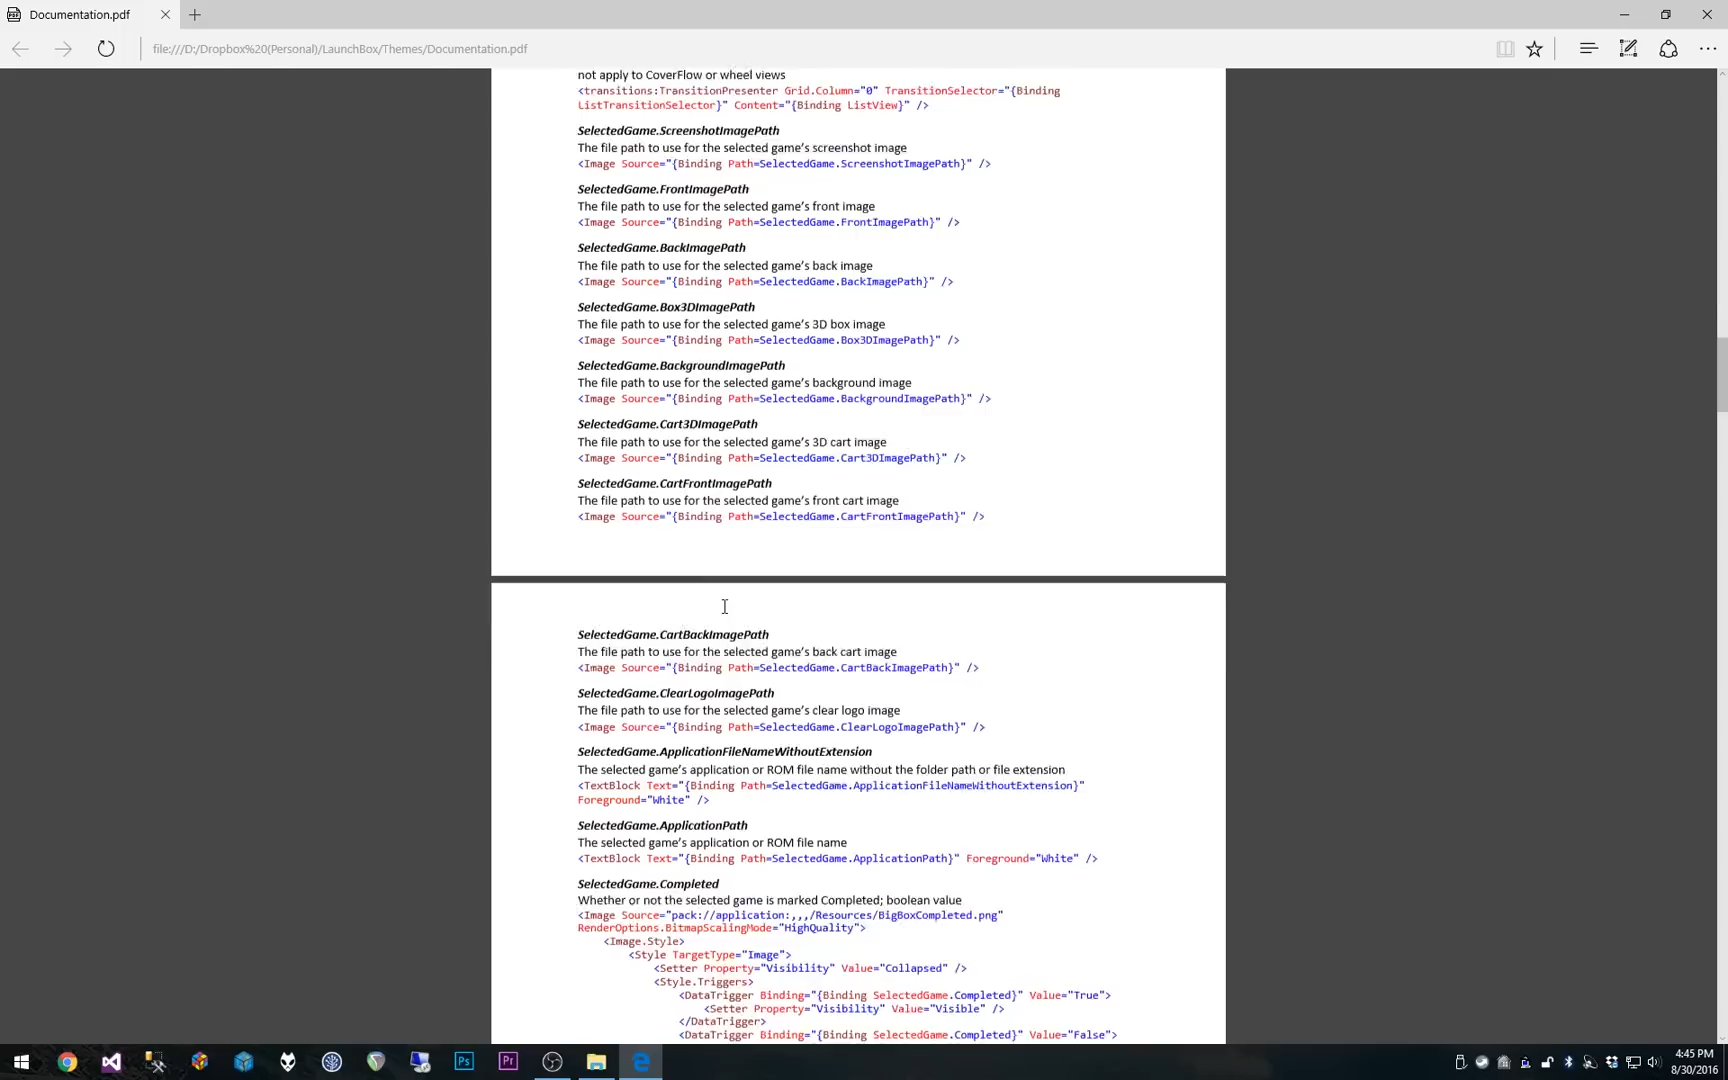 Documentation.pdf
file:///D:/Dropbox%20(Personal)/LaunchBox/Themes/Documentation.pdf
not apply to CoverFlow or wheel views
<transitions:TransitionPresenter Grid.Column="0" TransitionSelector="{Binding
ListTransitionSelector}" Content="{Binding ListView}" />
SelectedGame.ScreenshotImagePath
The file path to use for the selected game's screenshot image
<Image Source="{Binding Path=SelectedGame.ScreenshotImagePath}" />
SelectedGame.FrontImagePath
The file path to use for the selected game's front image
<Image Source="{Binding Path=SelectedGame.FrontImagePath}" />
SelectedGame.BackImagePath
The file path to use for the selected game's back image
<Image Source="{Binding Path=SelectedGame.BackImagePath}" />
SelectedGame.Box3DImagePath
The file path to use for the selected game's 3D box image
<Image Source="{Binding Path=SelectedGame.Box3DImagePath}" />
SelectedGame.BackgroundImagePath
The file path to use for the selected game's background image
<Image Source="{Binding Path=SelectedGame.BackgroundImagePath}" />
SelectedGame.Cart3DImagePath
The file path to use for the selected game's 3D cart image
<Image Source="{Binding Path=SelectedGame.Cart3DImagePath}" />
SelectedGame.CartFrontImagePath
The file path to use for the selected game's front cart image
<Image Source="{Binding Path=SelectedGame.CartFrontImagePath}" />
SelectedGame.CartBackImagePath
The file path to use for the selected game's back cart image
<Image Source="{Binding Path=SelectedGame.CartBackImagePath}" />
SelectedGame.ClearLogoImagePath
The file path to use for the selected game's clear logo image
<Image Source="{Binding Path=SelectedGame.ClearLogoImagePath}" />
SelectedGame.ApplicationFileNameWithoutExtension
The selected game's application or ROM file name without the folder path or file extension
<TextBlock Text="{Binding Path=SelectedGame.ApplicationFileNameWithoutExtension}"
Foreground="White" />
SelectedGame.ApplicationPath
The selected game's application or ROM file name
<TextBlock Text="{Binding Path=SelectedGame.ApplicationPath}" Foreground="White" />
SelectedGame.Completed
Whether or not the selected game is marked Completed; boolean value
<Image Source="pack://application:,,,/Resources/BigBoxCompleted.png"
RenderOptions.BitmapScalingMode="HighQuality">
<Image.Style>
<Style TargetType="Image">
<Setter Property="Visibility" Value="Collapsed" />
<Style.Triggers>
<DataTrigger Binding="{Binding SelectedGame.Completed}" Value="True">
<Setter Property="Visibility" Value="Visible" />
</DataTrigger>
<DataTrigger Binding="{Binding SelectedGame.Completed}" Value="False">
Ps
Pr
4:45 PM
8/30/2016